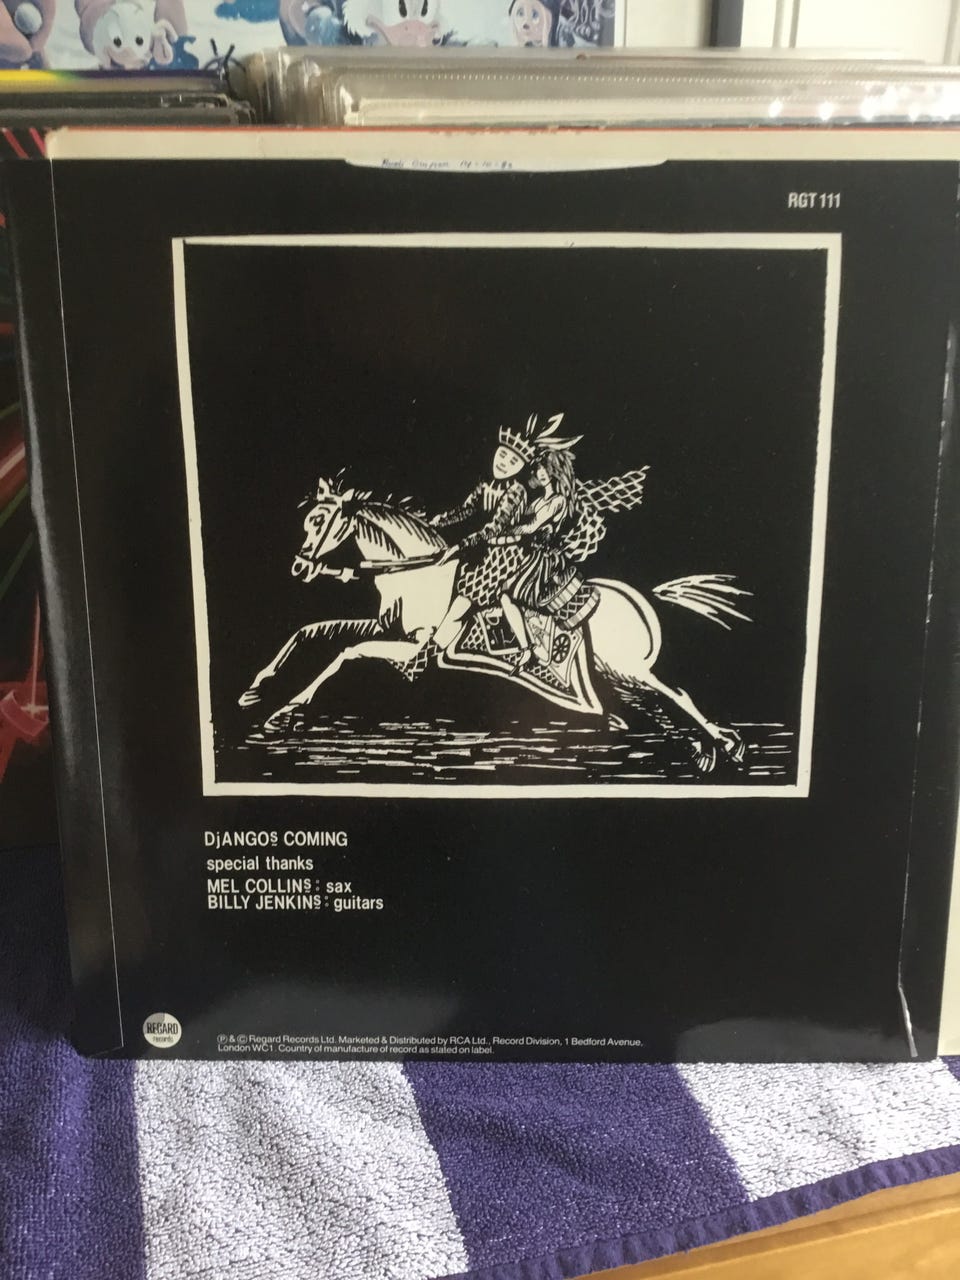 RGT 111
DjANGOs COMING
special thanks
MEL COLLINs: sax
BILLY JENKINs: guitars
REGARD
records
Ⓟ & © Regard Records Ltd. Marketed & Distributed by RCA Ltd., Record Division, 1 Bedford Avenue,
London WC1. Country of manufacture of record as stated on label.